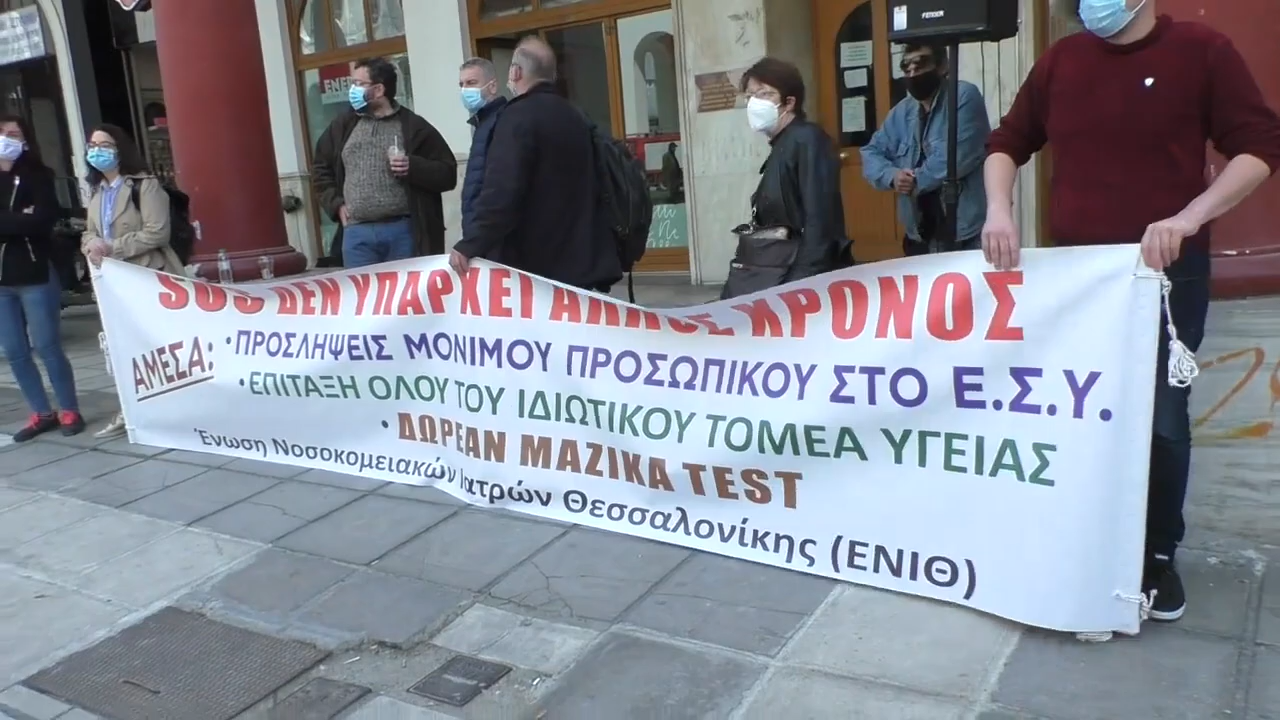 SOS ΔΕΝ ΥΠΑΡΧΕΙ ΑΛΛΟΣ ΧΡΟΝΟΣ
ΑΜΕΣΑ:
•ΠΡΟΣΛΗΨΕΙΣ ΜΟΝΙΜΟΥ ΠΡΟΣΩΠΙΚΟΥ ΣΤΟ Ε.Σ.Υ.
•ΕΠΙΤΑΞΗ ΟΛΟΥ ΤΟΥ ΙΔΙΩΤΙΚΟΥ ΤΟΜΕΑ ΥΓΕΙΑΣ
•ΔΩΡΕΑΝ ΜΑΖΙΚΑ TEST
Ένωση Νοσοκομειακών Ιατρών Θεσσαλονίκης (ΕΝΙΘ)